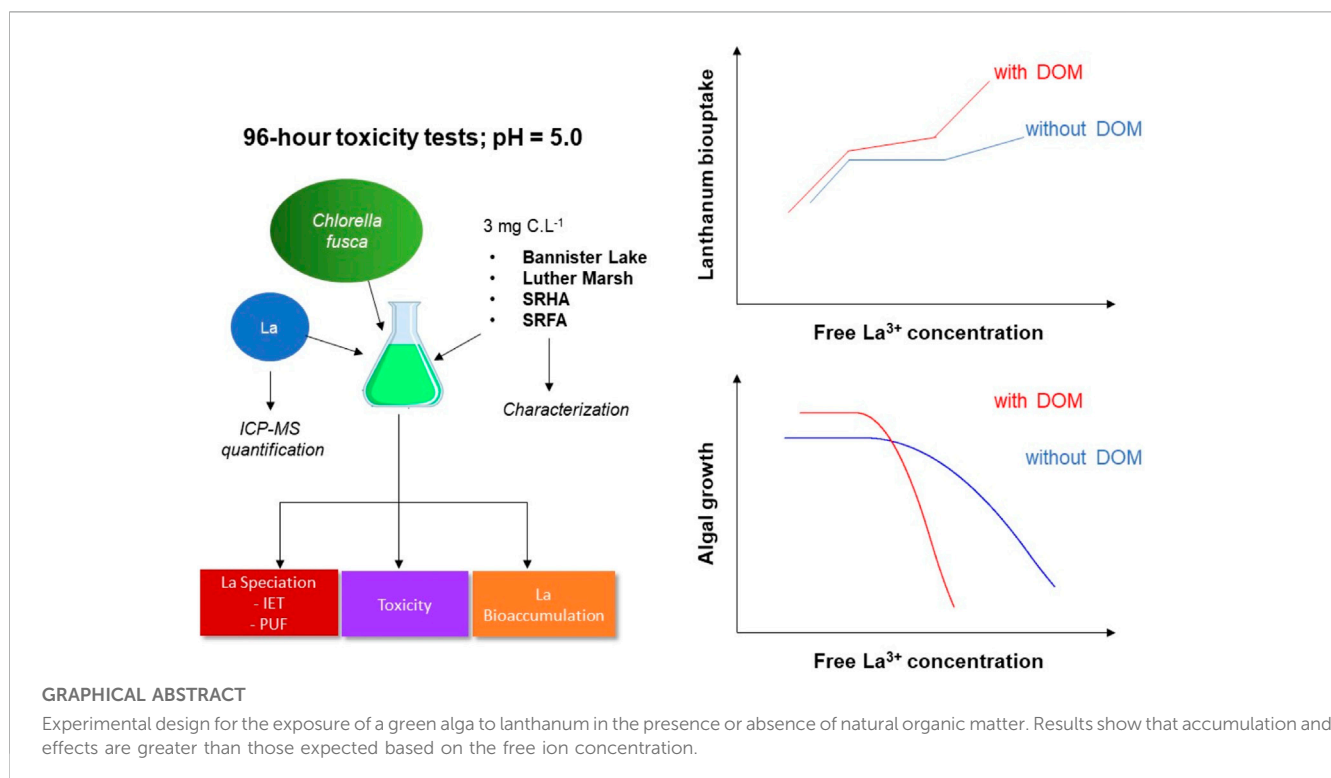 96-hour toxicity tests; pH = 5.0
Chlorella
fusca
La
3 mg C.L⁻¹
• Bannister Lake
• Luther Marsh
• SRHA
• SRFA
ICP-MS
quantification
Characterization
La Speciation
- IET
- PUF
Toxicity
La
Bioaccumulation
Lanthanum biouptake
with DOM
without DOM
Free La³⁺ concentration
Algal growth
with DOM
without DOM
Free La³⁺ concentration
GRAPHICAL ABSTRACT
Experimental design for the exposure of a green alga to lanthanum in the presence or absence of natural organic matter. Results show that accumulation and
effects are greater than those expected based on the free ion concentration.